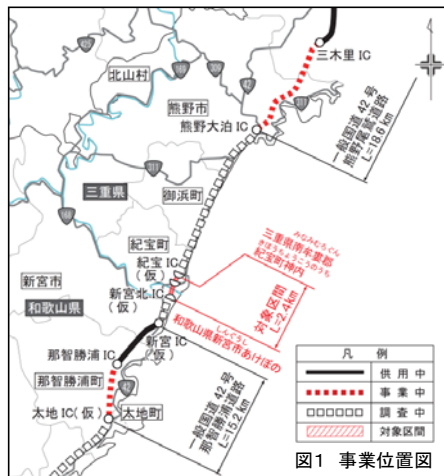 三木里 IC
北山村
熊野市
熊野大泊 IC
一般国道 42 号
熊野尾鷲道路
L=18.6 km
311
三重県
御浜町
紀宝町
紀宝 IC
(仮)
新宮市
新宮北 IC
(仮)
和歌山県
みなみむろぐん
三重県南牟婁郡
きほうちょうこうのうち
紀宝町神内
対象区間
L=2.4km
しんぐうし
和歌山県新宮市あけぼの
新宮 IC
(仮)
那智勝浦 IC
那智勝浦町
太地 IC(仮)
太地町
一般国道 42 号
那智勝浦道路
L=15.2 km
凡 例
供用中
事業中
調査中
対象区間
図1 事業位置図